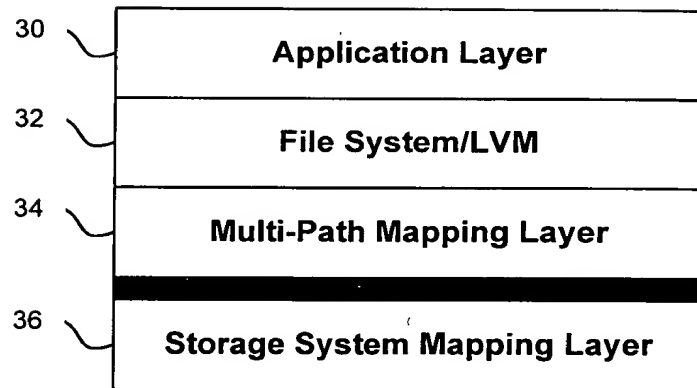 30 Application Layer
32 File System/LVM
34 Multi-Path Mapping Layer
36 Storage System Mapping Layer